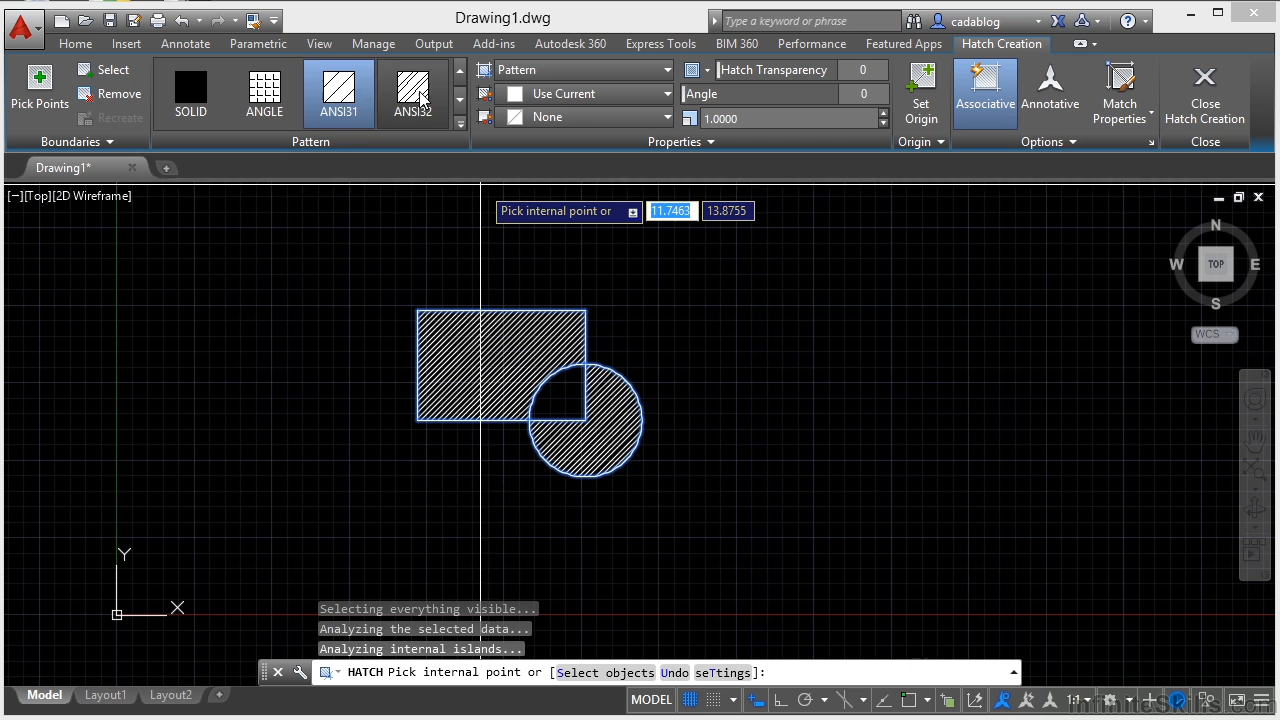 Drawing1.dwg
Type a keyword or phrase
cadablog
Home Insert Annotate Parametric View Manage Output Add-ins Autodesk 360 Express Tools BIM 360 Performance Featured Apps Hatch Creation
Pick Points
Select
Remove
Recreate
Boundaries
SOLID ANGLE ANSI31 ANSI32
Pattern
Pattern
Use Current
None
Hatch Transparency 0
Angle 0
1.0000
Properties
Set
Origin
Origin
Associative Annotative Match
Properties
Options
Close
Hatch Creation
Close
Drawing1*
[−][Top][2D Wireframe]
Pick internal point or 11.7463 13.8755
N
W TOP E
S
WCS
Y
X
Selecting everything visible...
Analyzing the selected data...
Analyzing internal islands...
HATCH Pick internal point or [Select objects Undo seTtings]:
Model Layout1 Layout2
MODEL 1:1
InfiniteSkills.com